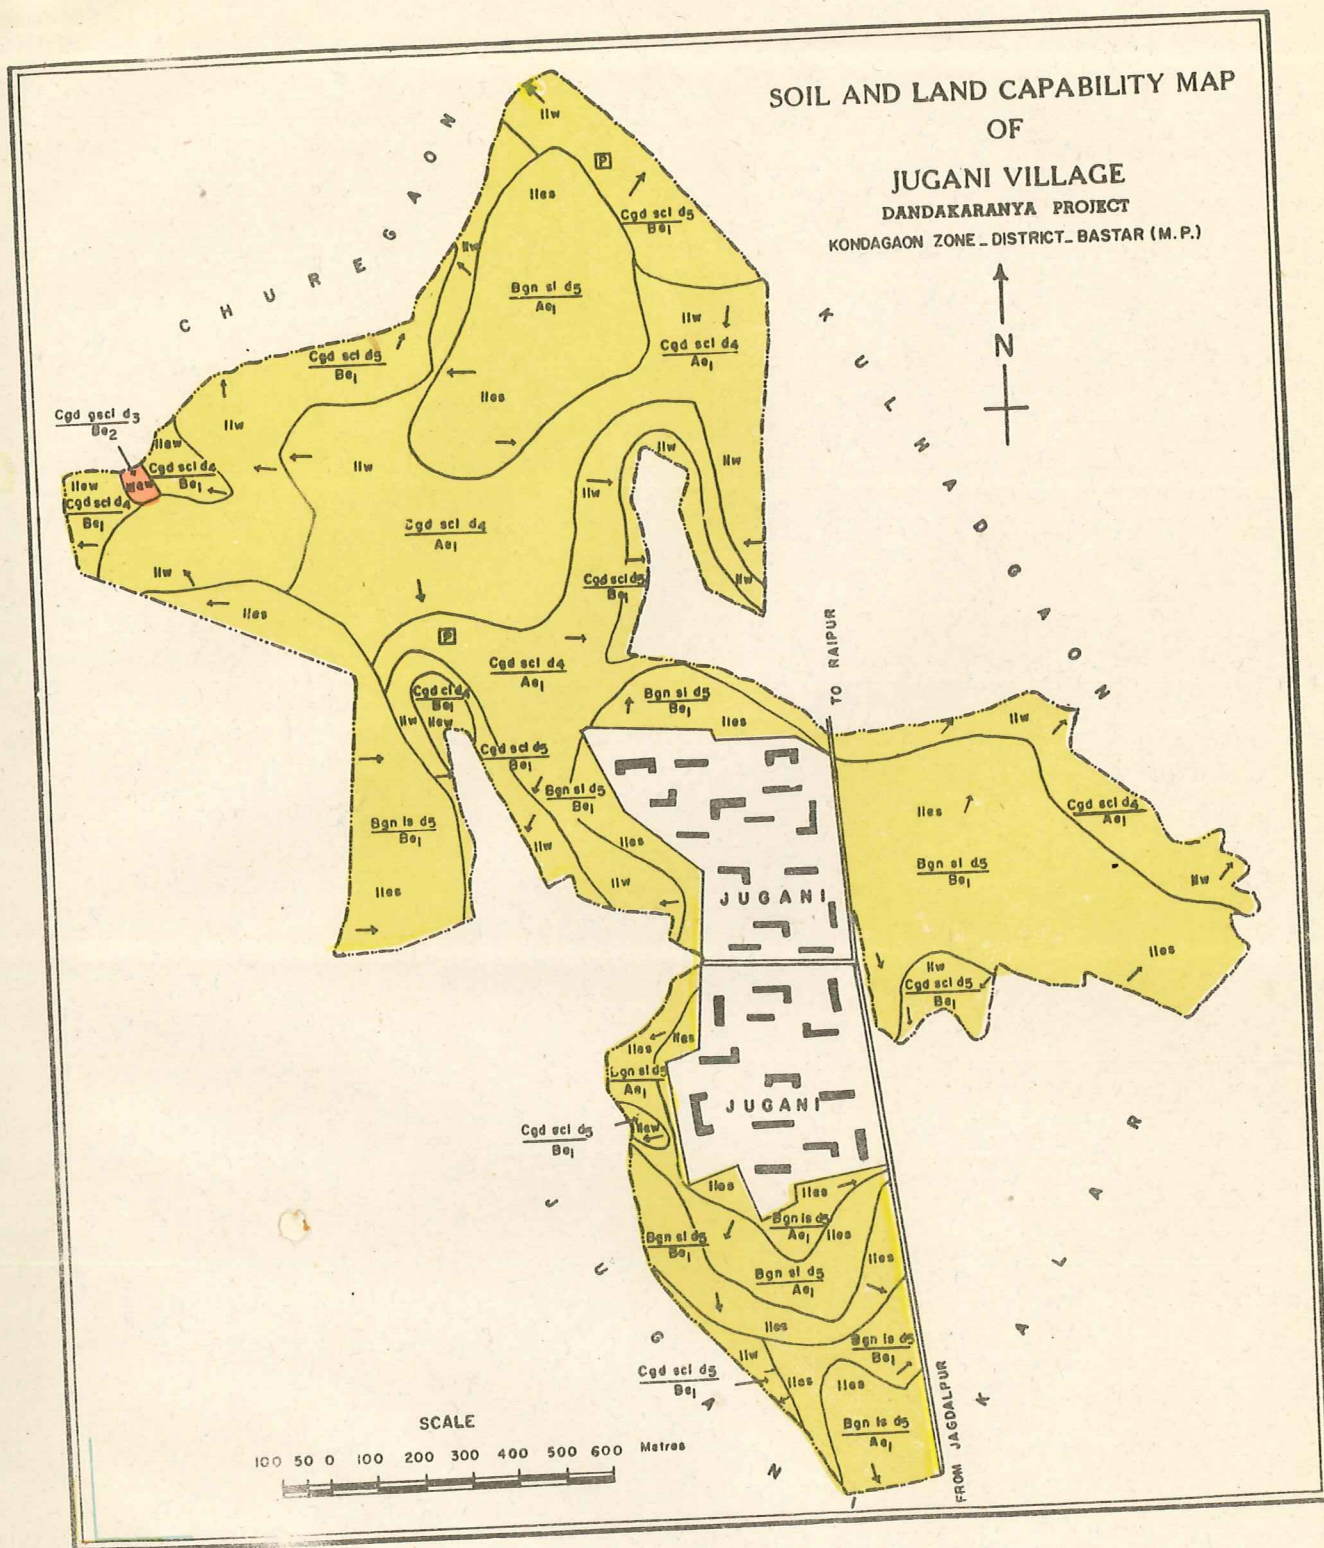 SOIL AND LAND CAPABILITY MAP
OF
JUGANI VILLAGE
DANDAKARANYA PROJECT
KONDAGAON ZONE_DISTRICT_BASTAR (M.P.)
N
CHUREGAON
KULNADGAON
KALAR
JUGANI
IIw
P
IIes
Cgd scl d5
Be1
IIw
Bgn sl d5
Ae1
IIw
Cgd scl d4
Ae1
Cgd scl d5
Be1
IIes
Cgd gscl d3
Be2
IIw
IIew
IIw
IIw
IIw
IIew
IIIew
Cgd scl d4
Be1
Cgd scl d4
Be1
IIw
Cgd scl d4
Ae1
IIw
Cgd scl d5
Be1
IIw
IIes
P
TO RAIPUR
Cgd scl d4
Ae1
Cgd cl d4
Be1
IIw
IIew
Bgn sl d5
Be1
IIes
IIw
Cgd scl d5
Be1
Bgn sl d5
Be1
Bgn ls d5
Be1
IIes
IIw
IIes
IIw
IIes
Cgd scl d4
Ae1
Bgn sl d5
Be1
IIw
JUGANI
IIes
IIw
Cgd scl d5
Be1
IIes
IIes
Bgn sl d5
Ae1
JUGANI
Cgd scl d5
Be1
IIew
IIes
IIes
Bgn ls d5
Ae1
IIes
Bgn sl d5
Be1
IIes
Bgn sl d5
Ae1
IIes
Bgn ls d5
Be1
IIw
Cgd scl d5
Be1
IIes
IIes
Bgn ls d5
Ae1
FROM JAGDALPUR
SCALE
100 50 0 100 200 300 400 500 600 Metres